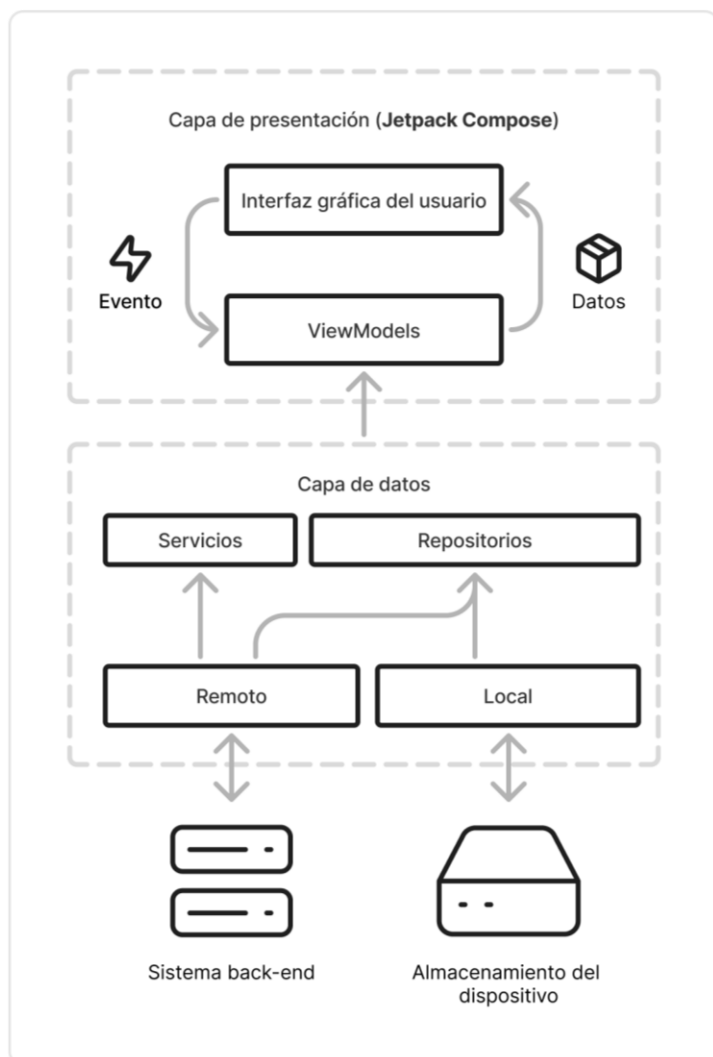 Capa de presentación (Jetpack Compose)
Interfaz gráfica del usuario
Evento
Datos
ViewModels
Capa de datos
Servicios
Repositorios
Remoto
Local
Sistema back-end
Almacenamiento del
dispositivo